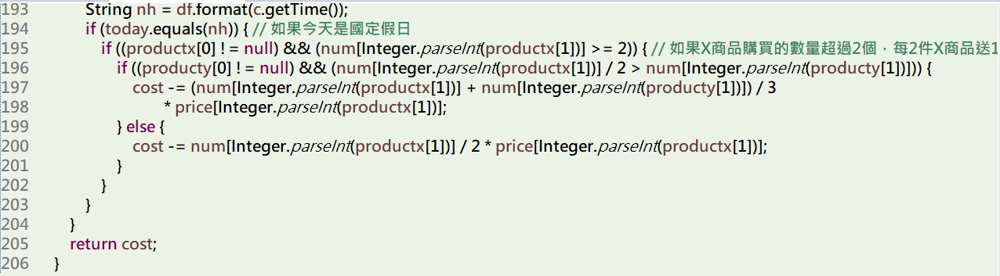 193 String nh = df.format(c.getTime());
194 if (today.equals(nh)) { // 如果今天是國定假日
195 if ((productx[0] ! = null) && (num[Integer.parseInt(productx[1])] >= 2)) { // 如果X商品購買的數量超過2個，每2件X商品送1
196 if ((producty[0] ! = null) && (num[Integer.parseInt(productx[1])] / 2 > num[Integer.parseInt(producty[1])])) {
197 cost -= (num[Integer.parseInt(productx[1])] + num[Integer.parseInt(producty[1])]) / 3
198 * price[Integer.parseInt(productx[1])];
199 } else {
200 cost -= num[Integer.parseInt(productx[1])] / 2 * price[Integer.parseInt(productx[1])];
201 }
202 }
203 }
204 }
205 return cost;
206 }